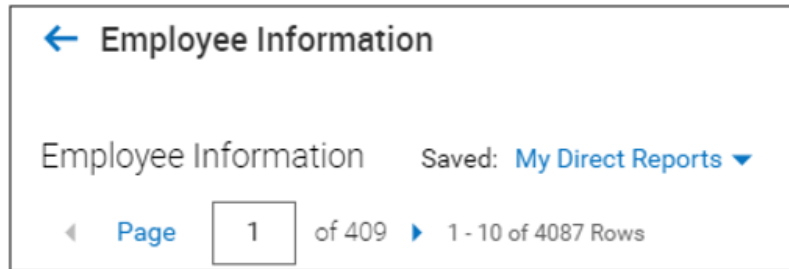 Employee Information
Employee Information Saved: My Direct Reports
Page 1 of 409 1 - 10 of 4087 Rows